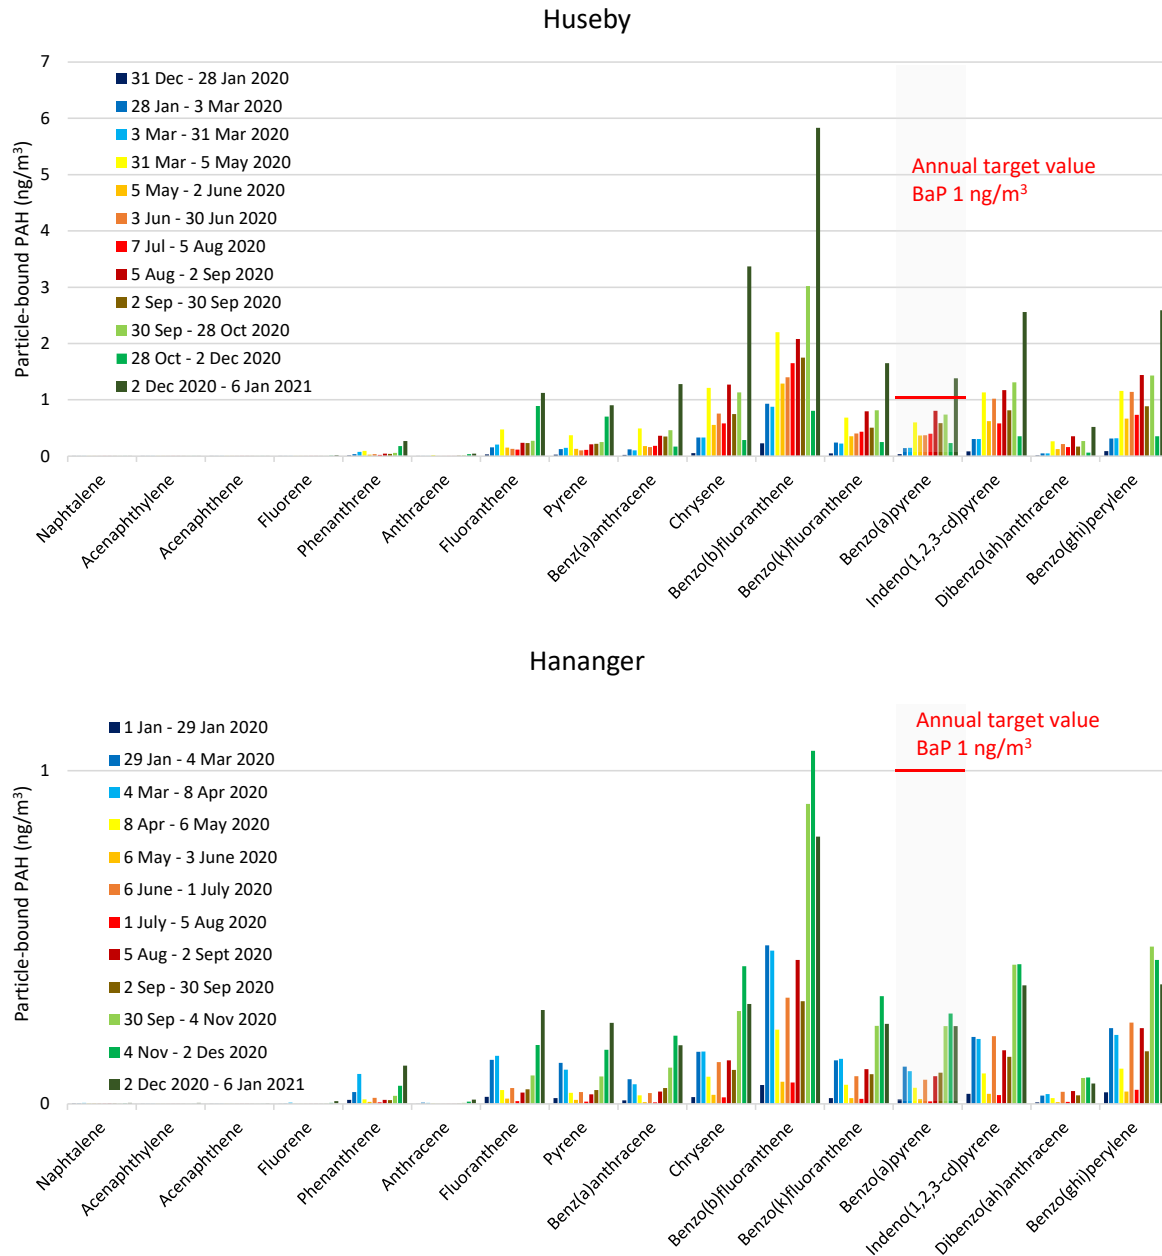 Huseby
7
6
5
4
3
2
1
0
Particle-bound PAH (ng/m³)
31 Dec - 28 Jan 2020
28 Jan - 3 Mar 2020
3 Mar - 31 Mar 2020
31 Mar - 5 May 2020
5 May - 2 June 2020
3 Jun - 30 Jun 2020
7 Jul - 5 Aug 2020
5 Aug - 2 Sep 2020
2 Sep - 30 Sep 2020
30 Sep - 28 Oct 2020
28 Oct - 2 Dec 2020
2 Dec 2020 - 6 Jan 2021
Annual target value
BaP 1 ng/m³
Naphtalene
Acenaphthylene
Acenaphthene
Fluorene
Phenanthrene
Anthracene
Fluoranthene
Pyrene
Benz(a)anthracene
Chrysene
Benzo(b)fluoranthene
Benzo(k)fluoranthene
Benzo(a)pyrene
Indeno(1,2,3-cd)pyrene
Dibenzo(ah)anthracene
Benzo(ghi)perylene
Hananger
1
0
Particle-bound PAH (ng/m³)
1 Jan - 29 Jan 2020
29 Jan - 4 Mar 2020
4 Mar - 8 Apr 2020
8 Apr - 6 May 2020
6 May - 3 June 2020
6 June - 1 July 2020
1 July - 5 Aug 2020
5 Aug - 2 Sept 2020
2 Sep - 30 Sep 2020
30 Sep - 4 Nov 2020
4 Nov - 2 Des 2020
2 Dec 2020 - 6 Jan 2021
Annual target value
BaP 1 ng/m³
Naphtalene
Acenaphthylene
Acenaphthene
Fluorene
Phenanthrene
Anthracene
Fluoranthene
Pyrene
Benz(a)anthracene
Chrysene
Benzo(b)fluoranthene
Benzo(k)fluoranthene
Benzo(a)pyrene
Indeno(1,2,3-cd)pyrene
Dibenzo(ah)anthracene
Benzo(ghi)perylene